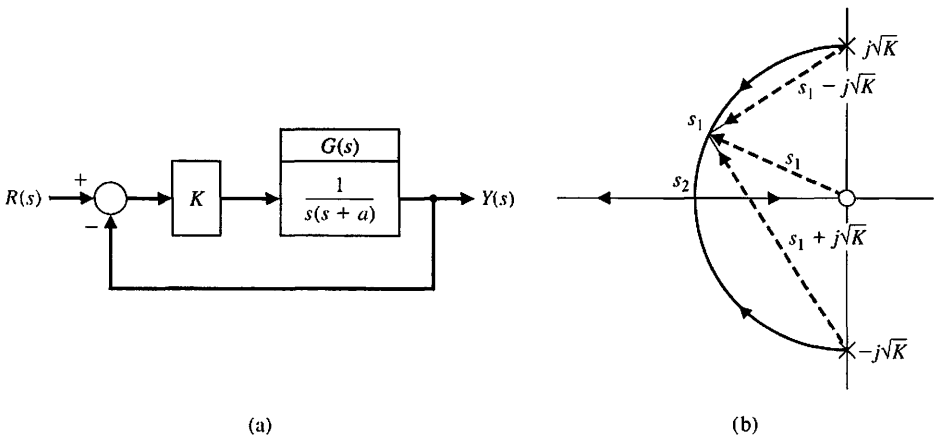 R(s)
+
−
K
G(s)
1
s(s + a)
Y(s)
(a)
j√K
s₁ − j√K
s₁
s₁
s₂
s₁ + j√K
−j√K
(b)